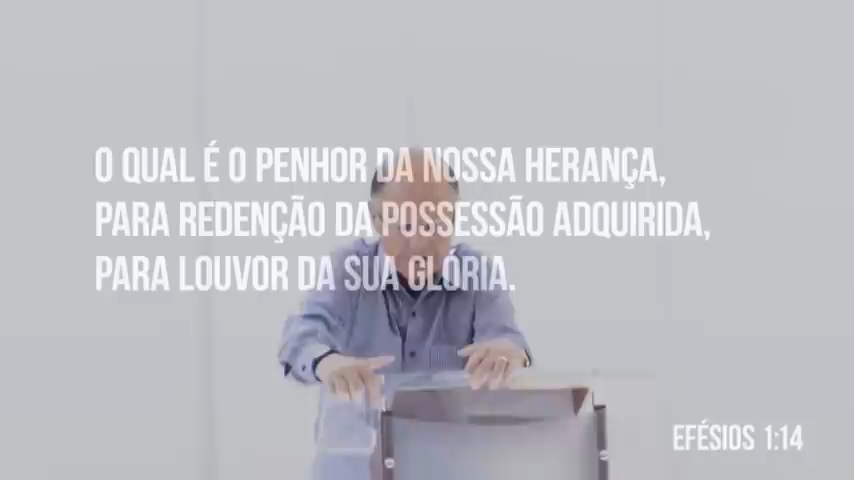 O QUAL É O PENHOR DA NOSSA HERANÇA,
PARA REDENÇÃO DA POSSESSÃO ADQUIRIDA,
PARA LOUVOR DA SUA GLÓRIA.
EFÉSIOS 1:14